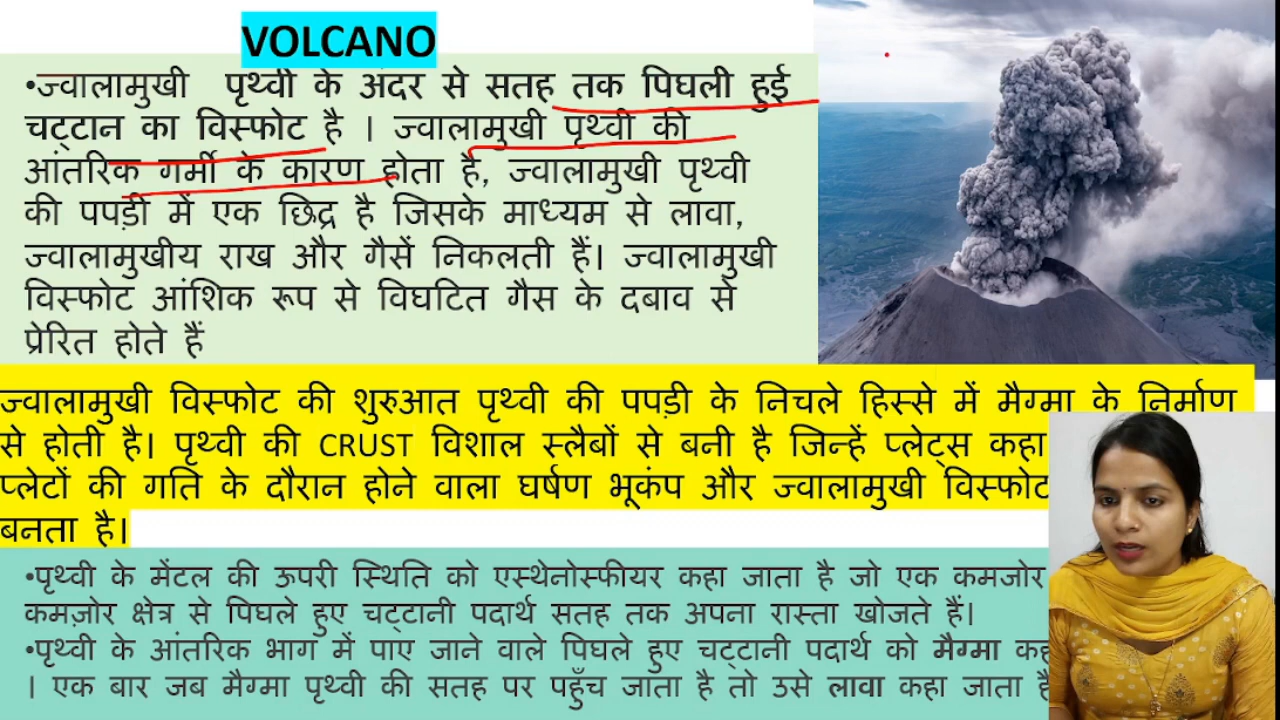 VOLCANO
•ज्वालामुखी पृथ्वी के अंदर से सतह तक पिघली हुई
चट्टान का विस्फोट है । ज्वालामुखी पृथ्वी की
आंतरिक गर्मी के कारण होता है, ज्वालामुखी पृथ्वी
की पपड़ी में एक छिद्र है जिसके माध्यम से लावा,
ज्वालामुखीय राख और गैसें निकलती हैं। ज्वालामुखी
विस्फोट आंशिक रूप से विघटित गैस के दबाव से
प्रेरित होते हैं
ज्वालामुखी विस्फोट की शुरुआत पृथ्वी की पपड़ी के निचले हिस्से में मैग्मा के निर्माण
से होती है। पृथ्वी की CRUST विशाल स्लैबों से बनी है जिन्हें प्लेट्स कहा
प्लेटों की गति के दौरान होने वाला घर्षण भूकंप और ज्वालामुखी विस्फोट
बनता है।
•पृथ्वी के मेंटल की ऊपरी स्थिति को एस्थेनोस्फीयर कहा जाता है जो एक कमजोर
कमज़ोर क्षेत्र से पिघले हुए चट्टानी पदार्थ सतह तक अपना रास्ता खोजते हैं।
•पृथ्वी के आंतरिक भाग में पाए जाने वाले पिघले हुए चट्टानी पदार्थ को मैग्मा
। एक बार जब मैग्मा पृथ्वी की सतह पर पहुँच जाता है तो उसे लावा कहा जाता